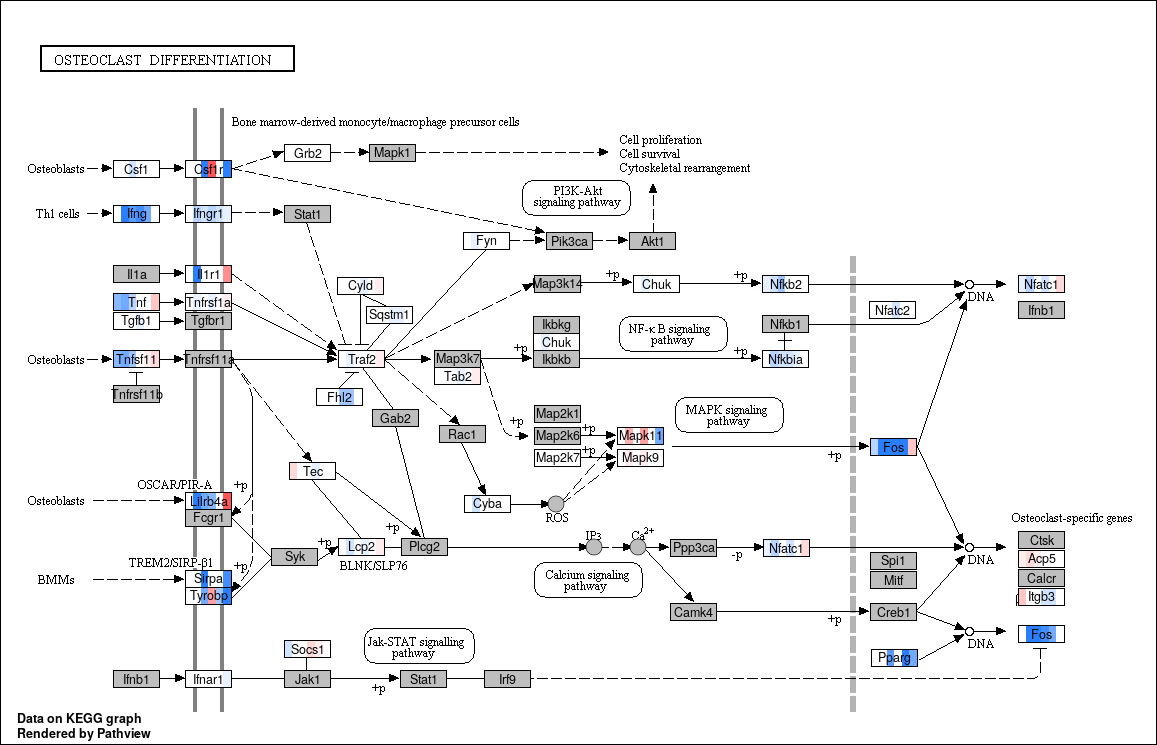 OSTEOCLAST DIFFERENTIATION
Bone marrow-derived monocyte/macrophage precursor cells
Cell proliferation
Cell survival
Cytoskeletal rearrangement
Osteoblasts
Csf1
Csf1r
Grb2
Mapk1
PI3K-Akt
signaling pathway
Th1 cells
Ifng
Ifngr1
Stat1
Fyn
Pik3ca
Akt1
Il1a
Il1r1
Cyld
Map3k14
+p
Chuk
+p
Nfkb2
DNA
Nfatc1
Tnf
Tnfrsf1a
Sqstm1
Nfatc2
Ifnb1
Tgfb1
Tgfbr1
Ikbkg
Chuk
Ikbkb
NF-κ B signaling
pathway
Nfkb1
Osteoblasts
Tnfsf11
Tnfrsf11a
Traf2
Map3k7
Tab2
+p
+p
Nfkbia
Tnfrsf11b
Fhl2
Gab2
Rac1
+p
Map2k1
Map2k6
Map2k7
+p
+p
Mapk11
Mapk9
MAPK signaling
pathway
+p
Fos
Tec
OSCAR/PIR-A
+p
Osteoblasts
Lilrb4a
Fcgr1
Cyba
ROS
Osteoclast-specific genes
+p
Syk
+p
Lcp2
BLNK/SLP76
Plcg2
IP3
Ca2+
Ppp3ca
-p
Nfatc1
DNA
Ctsk
Acp5
Calcr
Itgb3
Spi1
Mitf
TREM2/SIRP-β1
+p
BMMs
Sirpa
Tyrobp
Calcium signaling
pathway
Camk4
+p
Creb1
DNA
Fos
Pparg
Jak-STAT signalling
pathway
Socs1
Ifnb1
Ifnar1
Jak1
+p
Stat1
Irf9
Data on KEGG graph
Rendered by Pathview